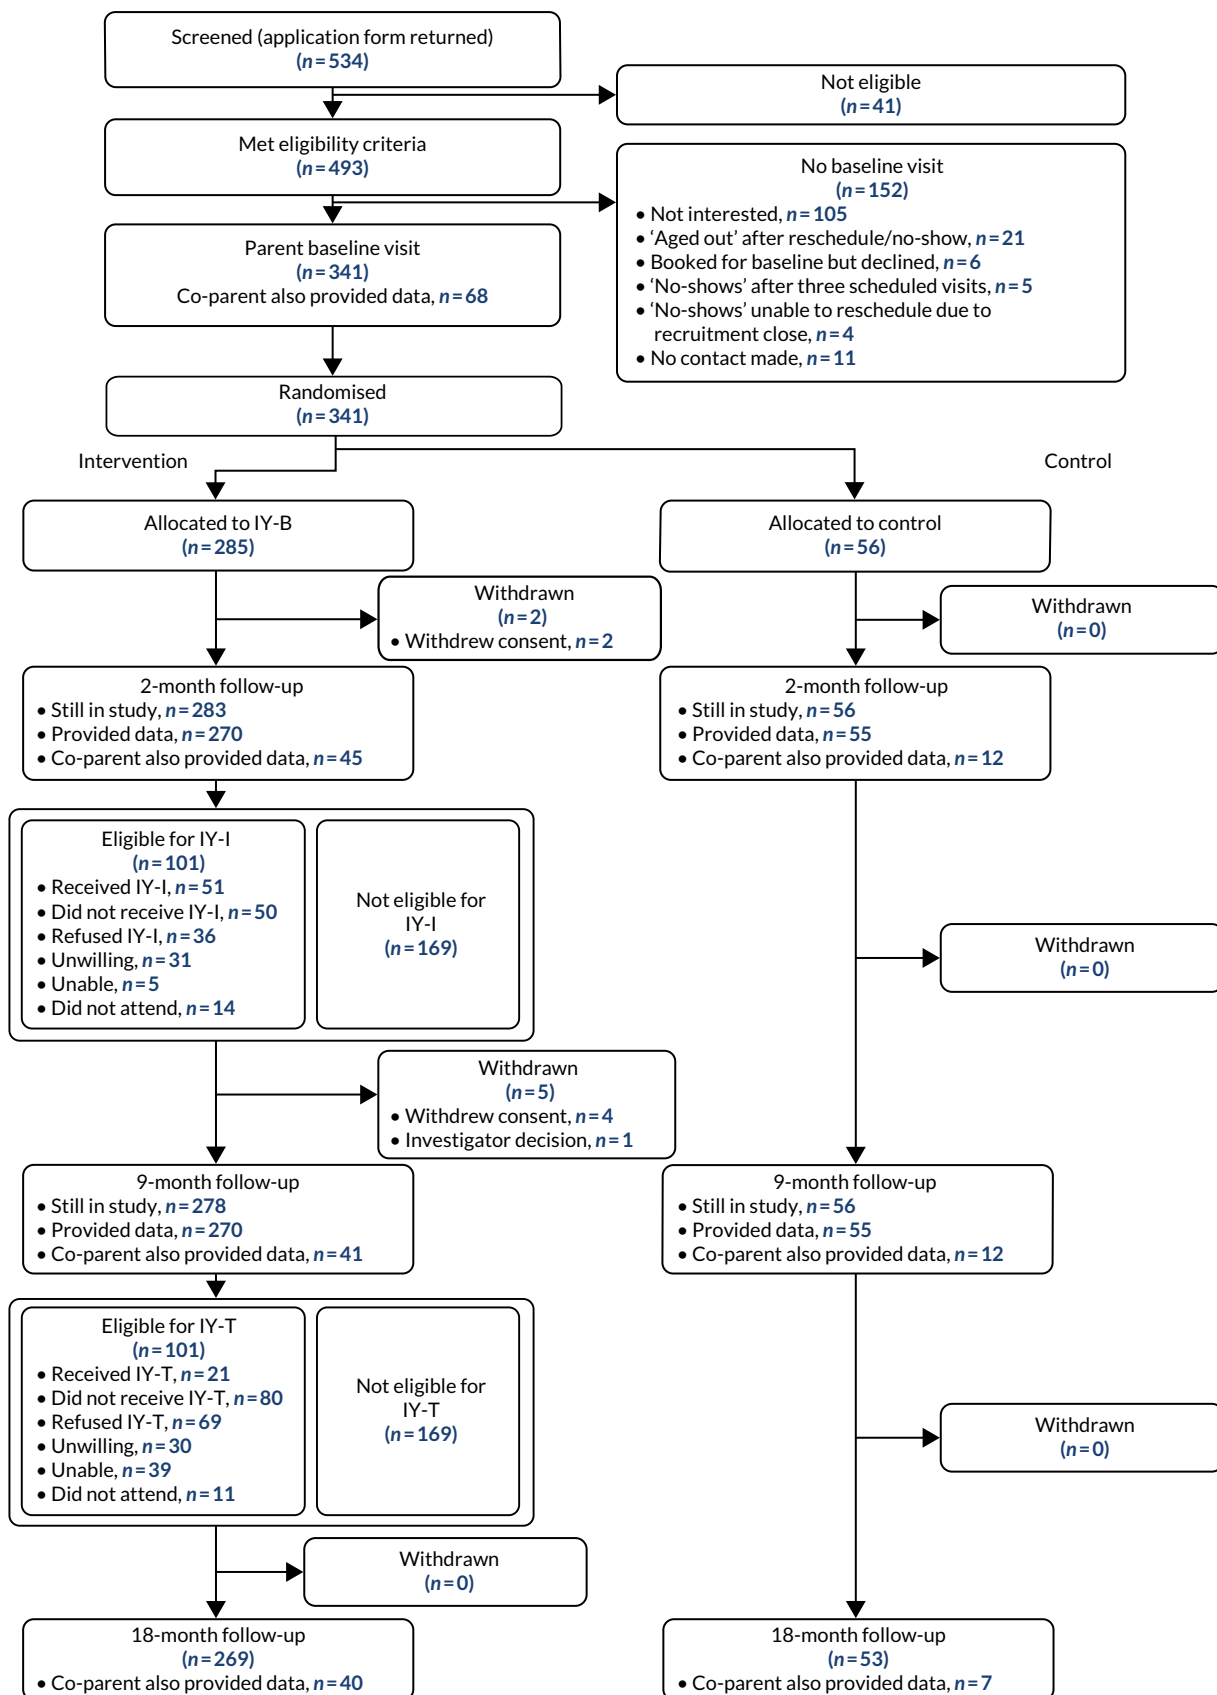 Screened (application form returned)
(n=534)
Not eligible
(n=41)
Met eligibility criteria
(n=493)
No baseline visit
(n=152)
• Not interested, n=105
• ‘Aged out’ after reschedule/no-show, n=21
• Booked for baseline but declined, n=6
• ‘No-shows’ after three scheduled visits, n=5
• ‘No-shows’ unable to reschedule due to
recruitment close, n=4
• No contact made, n=11
Parent baseline visit
(n=341)
Co-parent also provided data, n=68
Randomised
(n=341)
Intervention
Control
Allocated to IY-B
(n=285)
Allocated to control
(n=56)
Withdrawn
(n=2)
• Withdrew consent, n=2
Withdrawn
(n=0)
2-month follow-up
• Still in study, n=283
• Provided data, n=270
• Co-parent also provided data, n=45
2-month follow-up
• Still in study, n=56
• Provided data, n=55
• Co-parent also provided data, n=12
Eligible for IY-I
(n=101)
• Received IY-I, n=51
• Did not receive IY-I, n=50
• Refused IY-I, n=36
• Unwilling, n=31
• Unable, n=5
• Did not attend, n=14
Not eligible for
IY-I
(n=169)
Withdrawn
(n=0)
Withdrawn
(n=5)
• Withdrew consent, n=4
• Investigator decision, n=1
9-month follow-up
• Still in study, n=278
• Provided data, n=270
• Co-parent also provided data, n=41
9-month follow-up
• Still in study, n=56
• Provided data, n=55
• Co-parent also provided data, n=12
Eligible for IY-T
(n=101)
• Received IY-T, n=21
• Did not receive IY-T, n=80
• Refused IY-T, n=69
• Unwilling, n=30
• Unable, n=39
• Did not attend, n=11
Not eligible for
IY-T
(n=169)
Withdrawn
(n=0)
Withdrawn
(n=0)
18-month follow-up
(n=269)
• Co-parent also provided data, n=40
18-month follow-up
(n=53)
• Co-parent also provided data, n=7